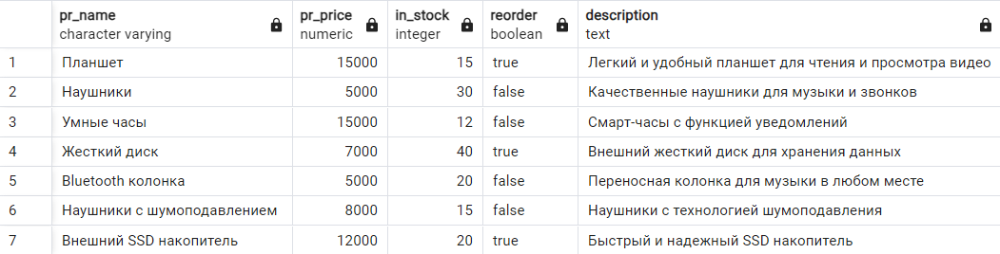 pr_name pr_price in_stock reorder description
character varying numeric integer boolean text
1 Планшет 15000 15 true Легкий и удобный планшет для чтения и просмотра видео
2 Наушники 5000 30 false Качественные наушники для музыки и звонков
3 Умные часы 15000 12 false Смарт-часы с функцией уведомлений
4 Жесткий диск 7000 40 true Внешний жесткий диск для хранения данных
5 Bluetooth колонка 5000 20 false Переносная колонка для музыки в любом месте
6 Наушники с шумоподавлением 8000 15 false Наушники с технологией шумоподавления
7 Внешний SSD накопитель 12000 20 true Быстрый и надежный SSD накопитель